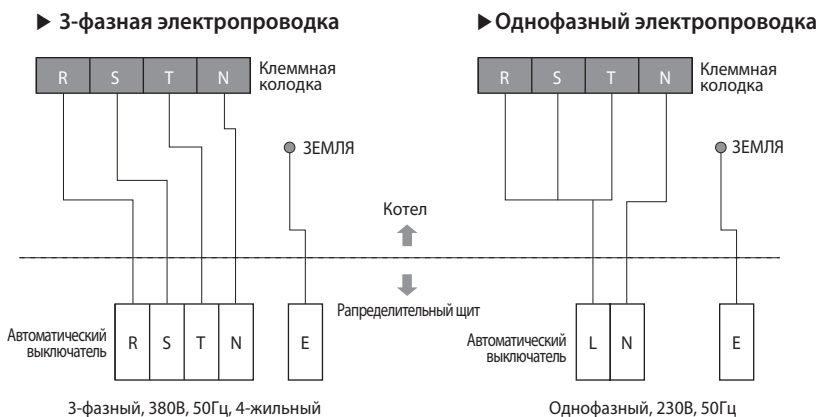 ▶ 3-фазная электропроводка
R S T N
Клеммная
колодка
ЗЕМЛЯ
Котел
Рапределительный щит
Автоматический
выключатель
R S T N
E
3-фазный, 380В, 50Гц, 4-жильный
▶Однофазный электропроводка
R S T N
Клеммная
колодка
ЗЕМЛЯ
Автоматический
выключатель
L N
E
Однофазный, 230В, 50Гц